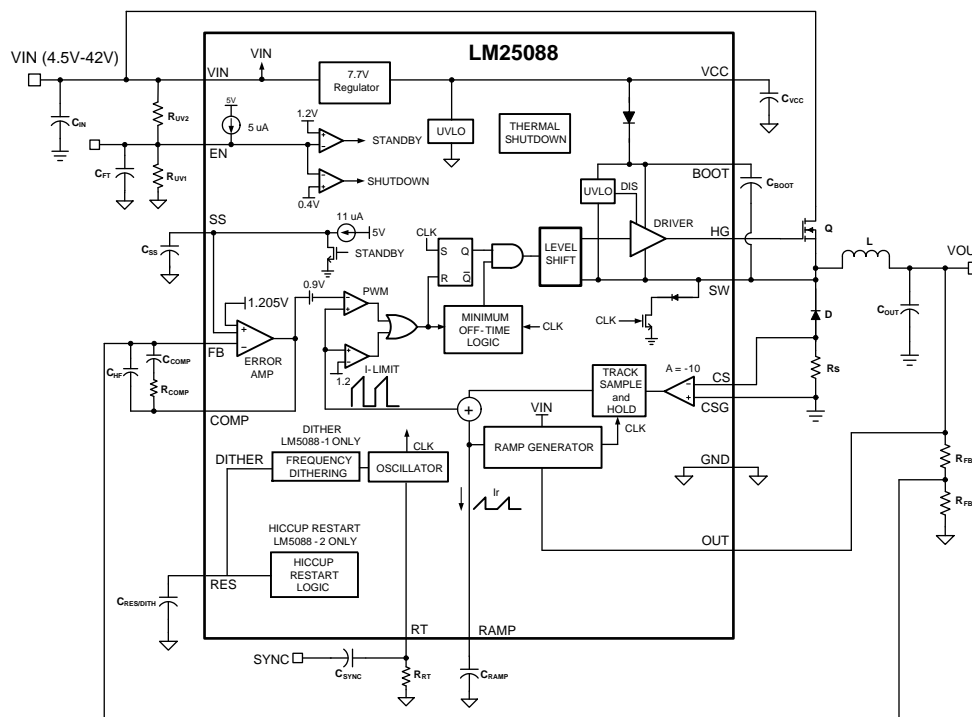 LM25088
VIN (4.5V-42V)
VIN
VIN
7.7V
Regulator
VCC
CVCC
CIN
RUV2
5V
5 uA
1.2V
STANDBY
UVLO
THERMAL
SHUTDOWN
EN
CFT
RUV1
SHUTDOWN
0.4V
BOOT
UVLO
DIS
CBOOT
DRIVER
SS
11 uA
5V
CSS
STANDBY
CLK
S
Q
R
Q
LEVEL
SHIFT
HG
Q
L
VOU
SW
0.9V
PWM
1.205V
MINIMUM
OFF-TIME
LOGIC
CLK
CLK
D
COUT
FB
ERROR
AMP
CHF
CCOMP
RCOMP
1.2
I-LIMIT
TRACK
SAMPLE
and
HOLD
A = -10
CS
CSG
RS
COMP
CLK
VIN
RAMP GENERATOR
DITHER
LM5088-1 ONLY
CLK
DITHER
FREQUENCY
DITHERING
OSCILLATOR
GND
RFB
RFB
Ir
HICCUP RESTART
LM5088-2 ONLY
HICCUP
RESTART
LOGIC
OUT
RES
CRES/DITH
RT
RAMP
SYNC
CSYNC
RRT
CRAMP